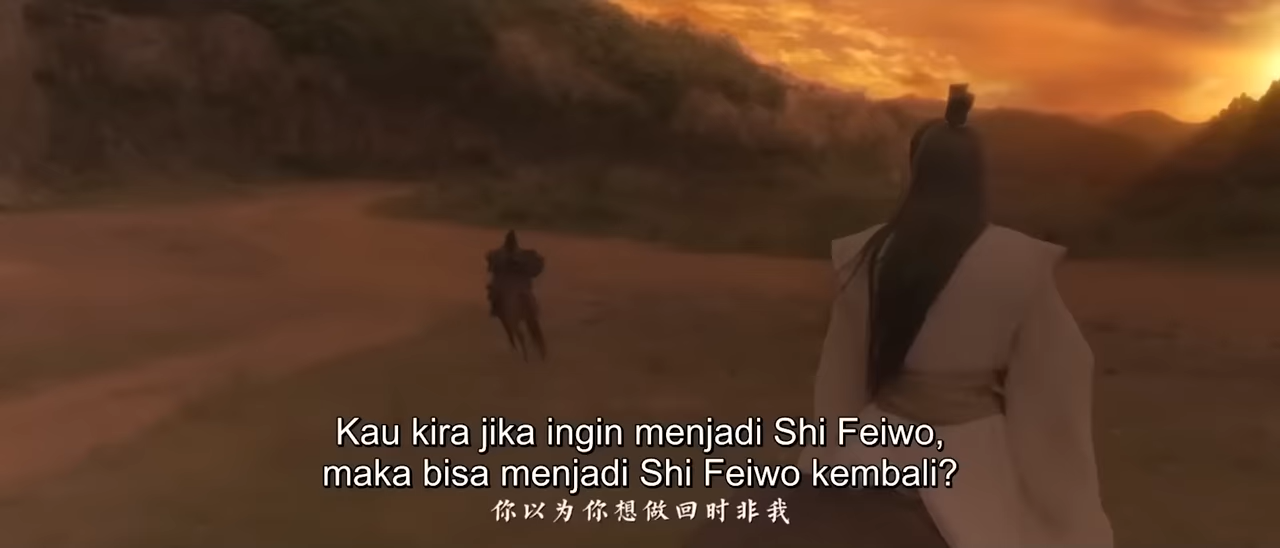 Kau kira jika ingin menjadi Shi Feiwo,
maka bisa menjadi Shi Feiwo kembali?
你以为你想做回时非我